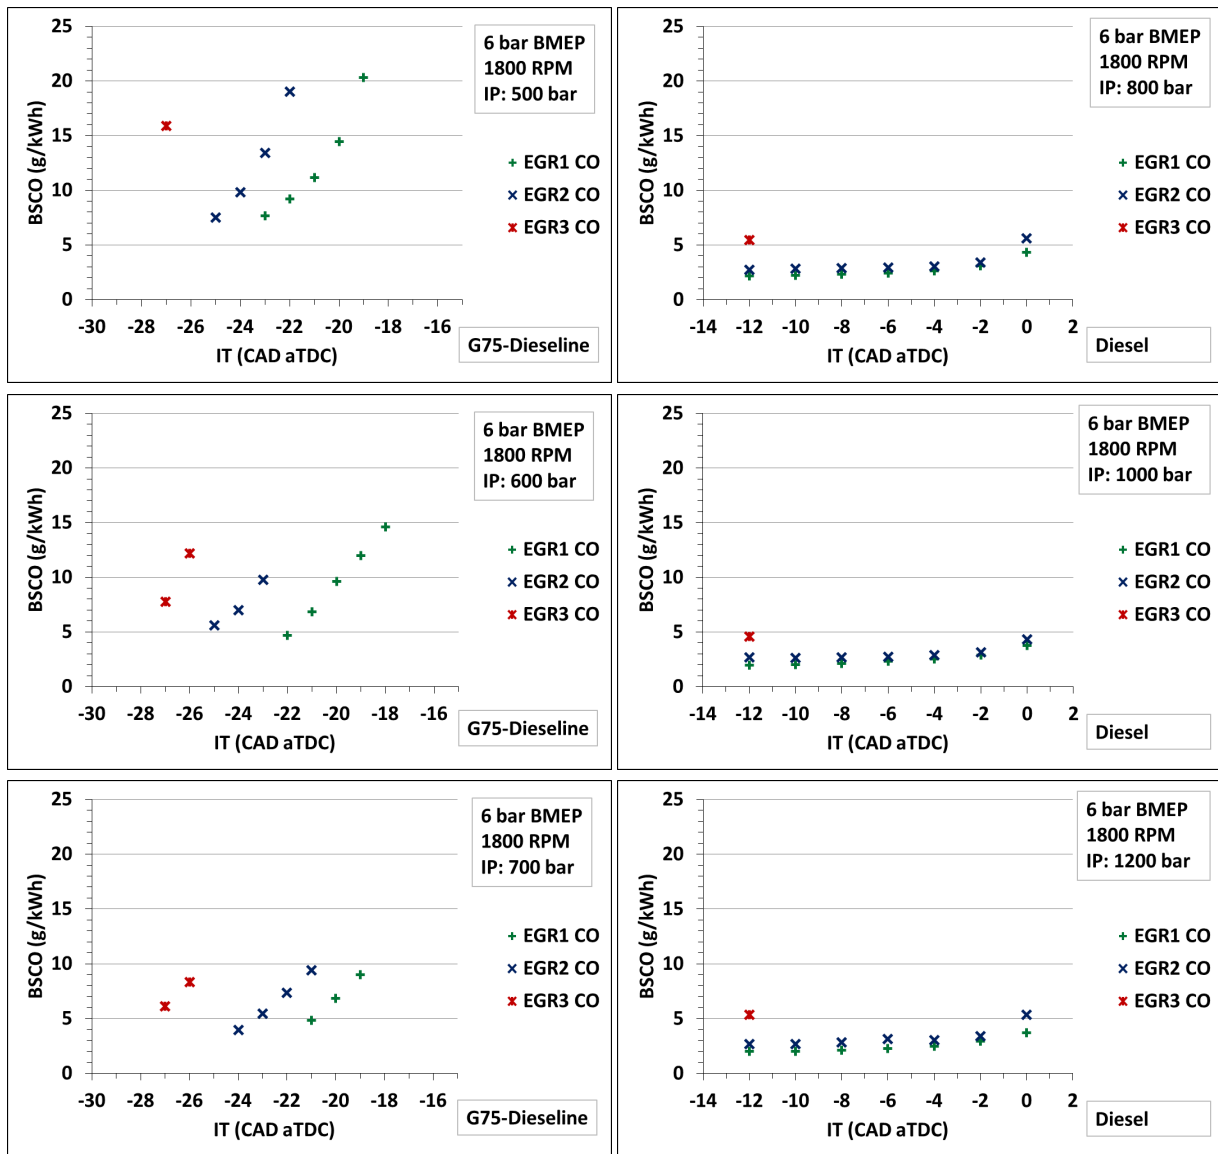 25
20
15
10
5
0
BSCO (g/kWh)
-30 -28 -26 -24 -22 -20 -18 -16
IT (CAD aTDC)
6 bar BMEP
1800 RPM
IP: 500 bar
EGR1 CO
EGR2 CO
EGR3 CO
G75-Dieseline
25
20
15
10
5
0
BSCO (g/kWh)
-14 -12 -10 -8 -6 -4 -2 0 2
IT (CAD aTDC)
6 bar BMEP
1800 RPM
IP: 800 bar
EGR1 CO
EGR2 CO
EGR3 CO
Diesel
25
20
15
10
5
0
BSCO (g/kWh)
-30 -28 -26 -24 -22 -20 -18 -16
IT (CAD aTDC)
6 bar BMEP
1800 RPM
IP: 600 bar
EGR1 CO
EGR2 CO
EGR3 CO
G75-Dieseline
25
20
15
10
5
0
BSCO (g/kWh)
-14 -12 -10 -8 -6 -4 -2 0 2
IT (CAD aTDC)
6 bar BMEP
1800 RPM
IP: 1000 bar
EGR1 CO
EGR2 CO
EGR3 CO
Diesel
25
20
15
10
5
0
BSCO (g/kWh)
-30 -28 -26 -24 -22 -20 -18 -16
IT (CAD aTDC)
6 bar BMEP
1800 RPM
IP: 700 bar
EGR1 CO
EGR2 CO
EGR3 CO
G75-Dieseline
25
20
15
10
5
0
BSCO (g/kWh)
-14 -12 -10 -8 -6 -4 -2 0 2
IT (CAD aTDC)
6 bar BMEP
1800 RPM
IP: 1200 bar
EGR1 CO
EGR2 CO
EGR3 CO
Diesel